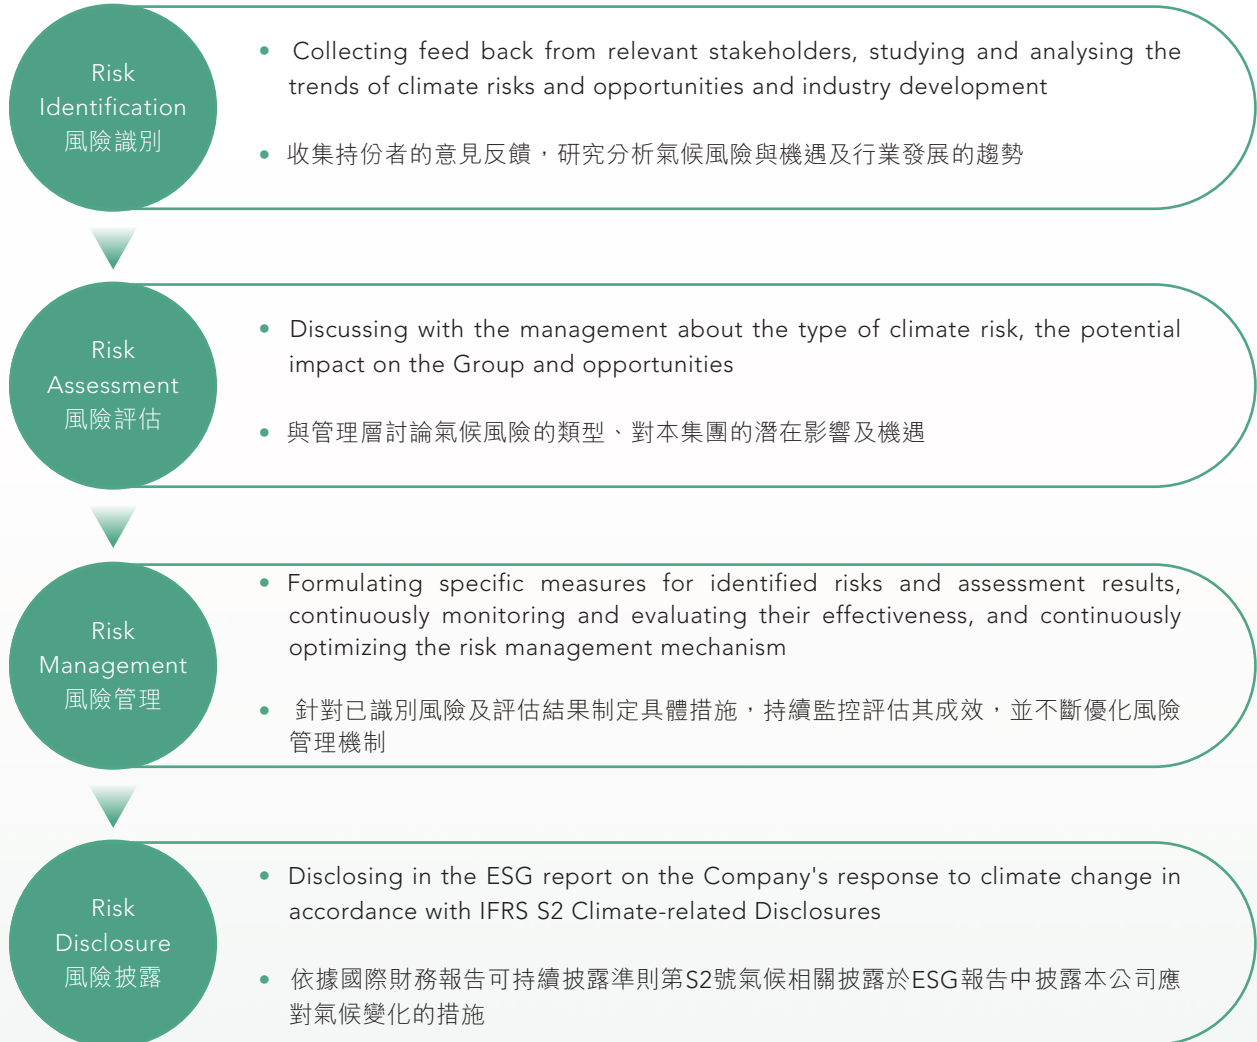 Risk
Identification
風險識別
• Collecting feed back from relevant stakeholders, studying and analysing the
trends of climate risks and opportunities and industry development
• 收集持份者的意見反饋，研究分析氣候風險與機遇及行業發展的趨勢
Risk
Assessment
風險評估
• Discussing with the management about the type of climate risk, the potential
impact on the Group and opportunities
• 與管理層討論氣候風險的類型、對本集團的潛在影響及機遇
Risk
Management
風險管理
• Formulating specific measures for identified risks and assessment results,
continuously monitoring and evaluating their effectiveness, and continuously
optimizing the risk management mechanism
• 針對已識別風險及評估結果制定具體措施，持續監控評估其成效，並不斷優化風險
管理機制
Risk
Disclosure
風險披露
• Disclosing in the ESG report on the Company's response to climate change in
accordance with IFRS S2 Climate-related Disclosures
• 依據國際財務報告可持續披露準則第S2號氣候相關披露於ESG報告中披露本公司應
對氣候變化的措施